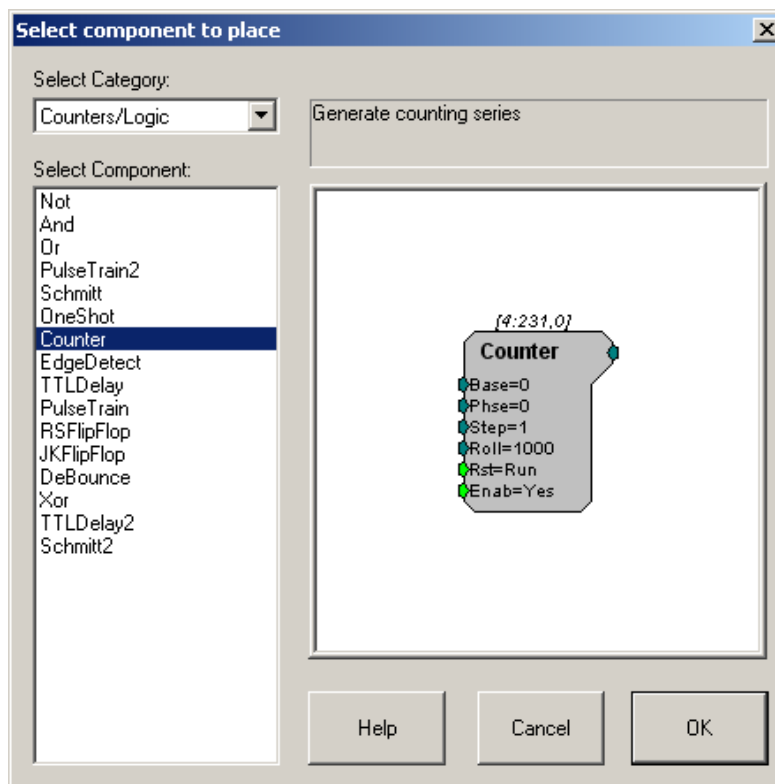 Select component to place
Select Category:
Counters/Logic
Generate counting series
Select Component:
Not
And
Or
PulseTrain2
Schmitt
OneShot
Counter
EdgeDetect
TTLDelay
PulseTrain
RSFlipFlop
JKFlipFlop
DeBounce
Xor
TTLDelay2
Schmitt2
[4:231,0]
Counter
Base=0
Phse=0
Step=1
Roll=1000
Rst=Run
Enab=Yes
Help
Cancel
OK